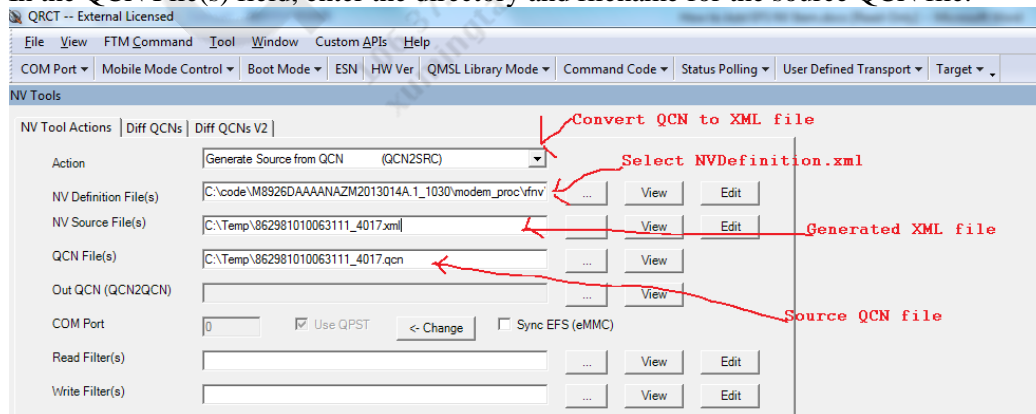 In the QCN File(s) field, enter the directory and filename for the source QCN file.
QRCT -- External Licensed
File View FTM Command Tool Window Custom APIs Help
COM Port Mobile Mode Control Boot Mode ESN HW Ver QMSL Library Mode Command Code Status Polling User Defined Transport Target
NV Tools
NV Tool Actions Diff QCNs Diff QCNs V2
Convert QCN to XML file
Action Generate Source from QCN (QCN2SRC)
Select NVDefinition.xml
NV Definition File(s) C:\code\M8926DAAAANAZM2013014A.1_1030\modem_proc\rfnv\ ... View Edit
NV Source File(s) C:\Temp\862981010063111_4017.xml ... View Edit
Generated XML file
QCN File(s) C:\Temp\862981010063111_4017.qcn ... View
Out QCN (QCN2QCN) ... View
Source QCN file
COM Port 0 Use QPST <- Change Sync EFS (eMMC)
Read Filter(s) ... View Edit
Write Filter(s) ... View Edit